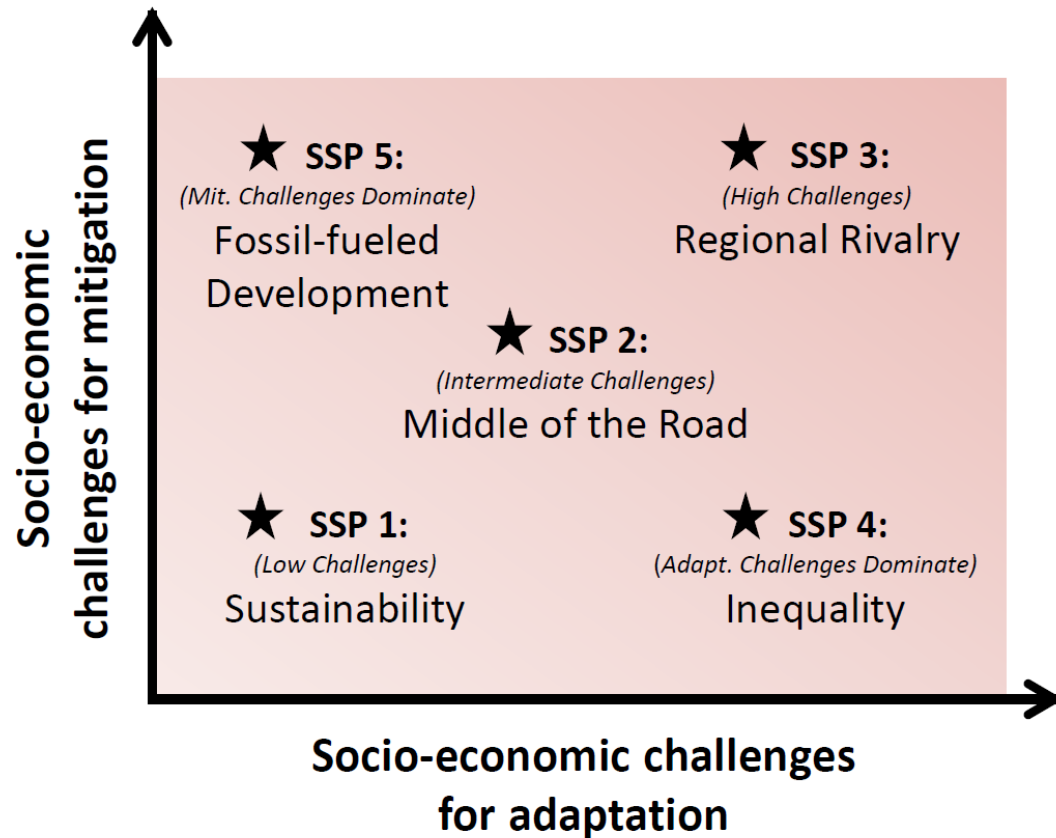 Socio-economic
challenges for mitigation
SSP 5:
(Mit. Challenges Dominate)
Fossil-fueled
Development
SSP 3:
(High Challenges)
Regional Rivalry
SSP 2:
(Intermediate Challenges)
Middle of the Road
SSP 1:
(Low Challenges)
Sustainability
SSP 4:
(Adapt. Challenges Dominate)
Inequality
Socio-economic challenges
for adaptation